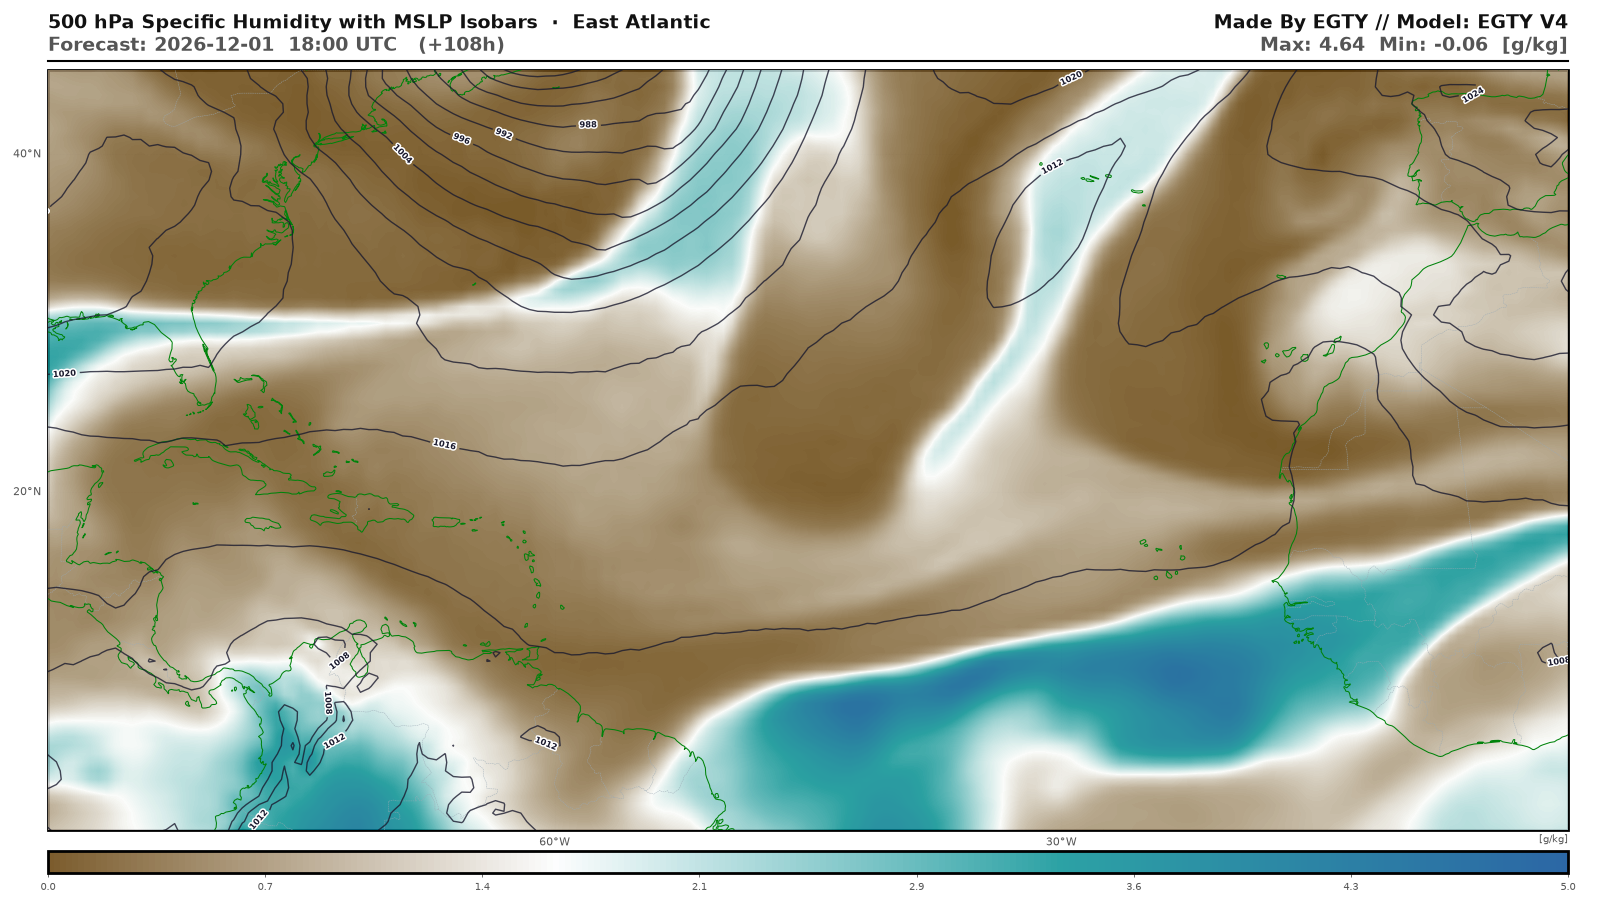 500 hPa Specific Humidity with MSLP Isobars · East Atlantic
Made By EGTY // Model: EGTY V4
Forecast: 2026-12-01 18:00 UTC (+108h)
Max: 4.64 Min: -0.06 [g/kg]
1020
1024
988
992
996
1004
40°N
1012
1020
1016
20°N
1008
1008
1008
1012
1012
1012
60°W
30°W
[g/kg]
0.0
0.7
1.4
2.1
2.9
3.6
4.3
5.0